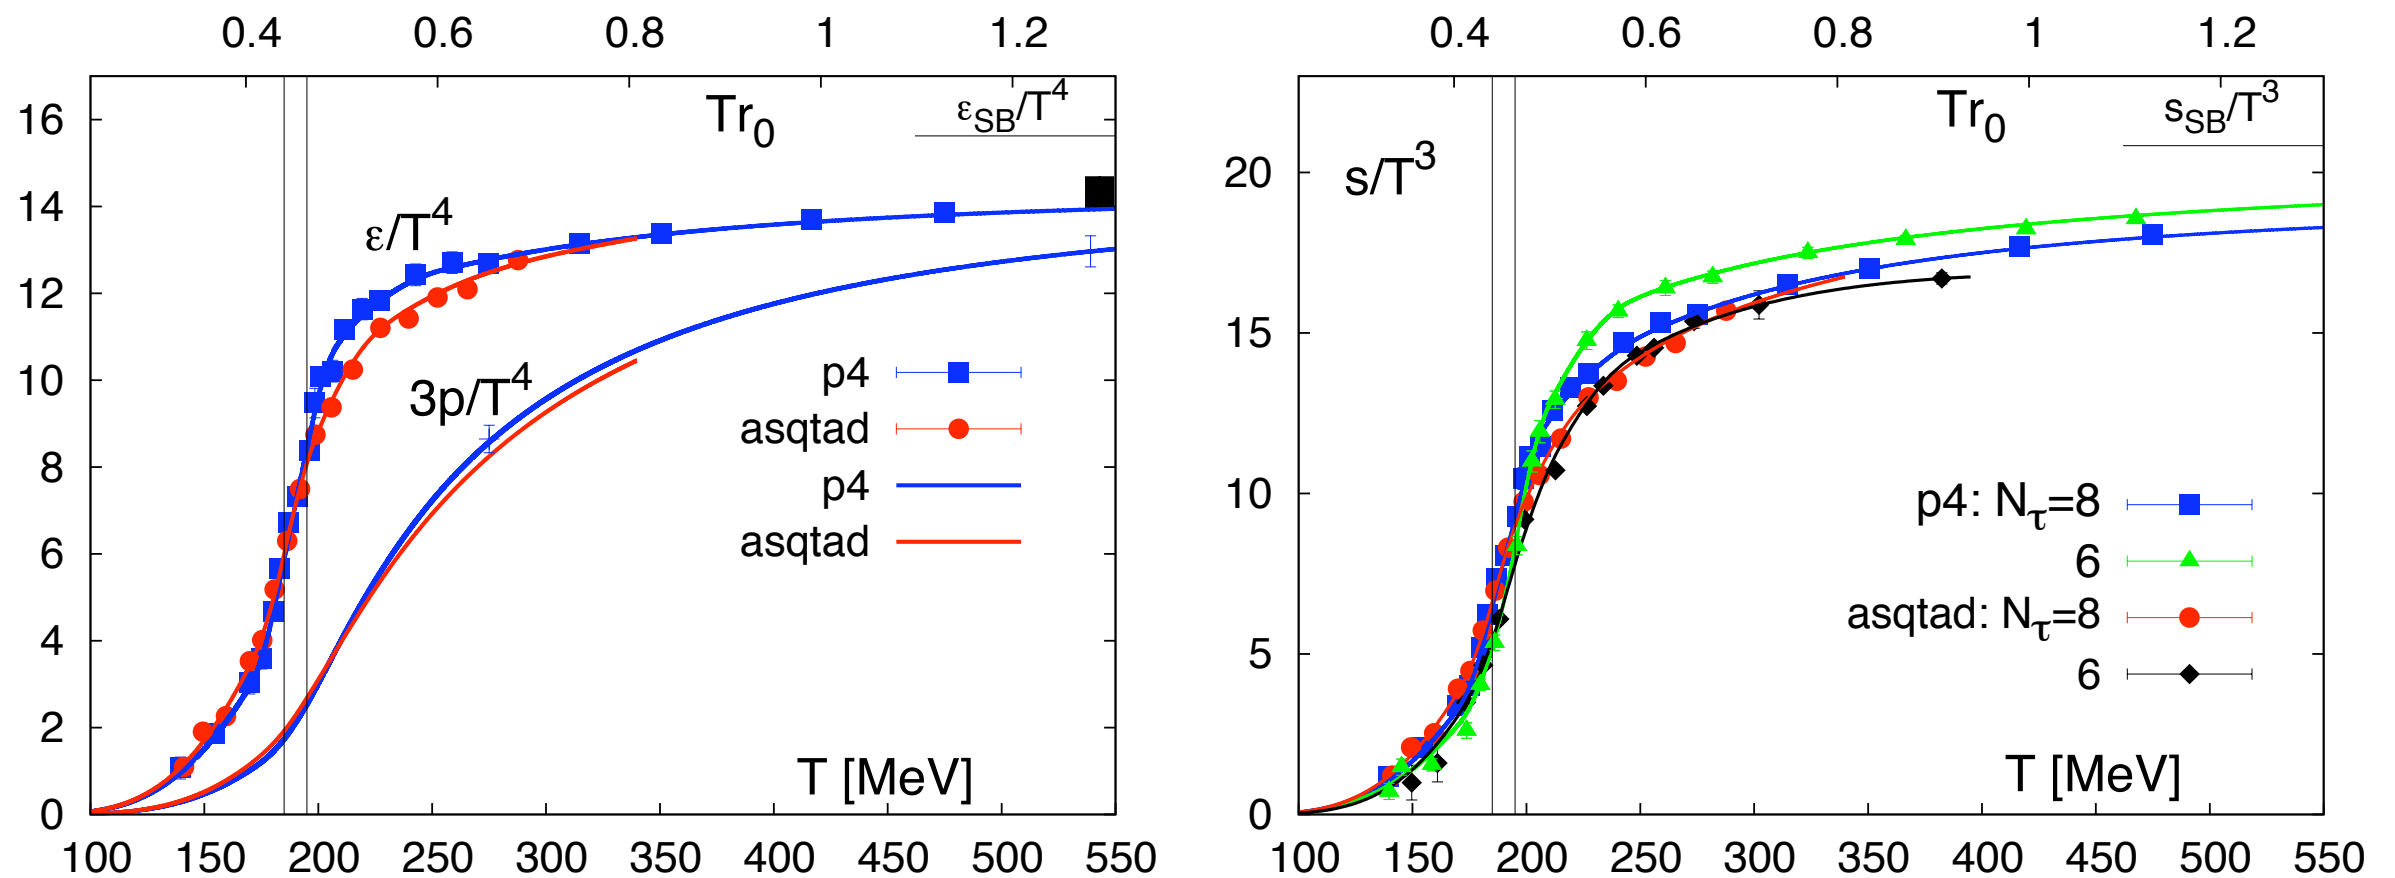 0.4 0.6 0.8 1 1.2
Tr0
εSB/T4
16
14
12
10
8
6
4
2
0
ε/T4
3p/T4
p4
asqtad
p4
asqtad
T [MeV]
100 150 200 250 300 350 400 450 500 550
0.4 0.6 0.8 1 1.2
Tr0
sSB/T3
s/T3
20
15
10
5
0
p4: Nτ=8
6
asqtad: Nτ=8
6
T [MeV]
100 150 200 250 300 350 400 450 500 550